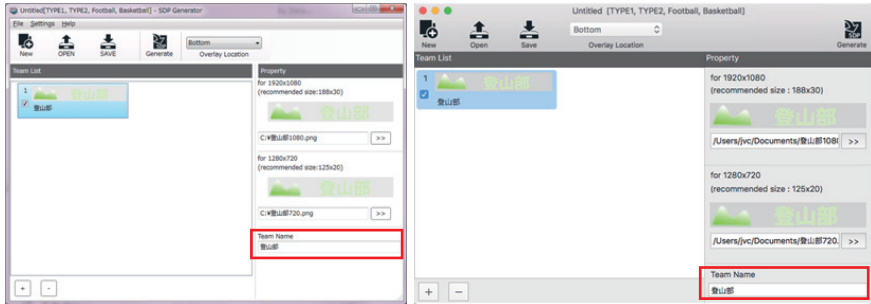 Untitled[TYPE1, TYPE2, Football, Basketball] - SDP Generator
File Settings Help
New OPEN SAVE Generate
Bottom
Overlay Location
Team List
Property
1
登山部
登山部
for 1920x1080
(recommended size:188x30)
登山部
C:¥登山部1080.png >>
for 1280x720
(recommended size:125x20)
登山部
C:¥登山部720.png >>
Team Name
登山部
+ -
Untitled [TYPE1, TYPE2, Football, Basketball]
Bottom
SDP
New Open Save Overlay Location Generate
Team List
Property
1
登山部
登山部
for 1920x1080
(recommended size : 188x30)
登山部
/Users/jvc/Documents/登山部108 >>
for 1280x720
(recommended size : 125x20)
登山部
/Users/jvc/Documents/登山部720. >>
Team Name
登山部
+ −